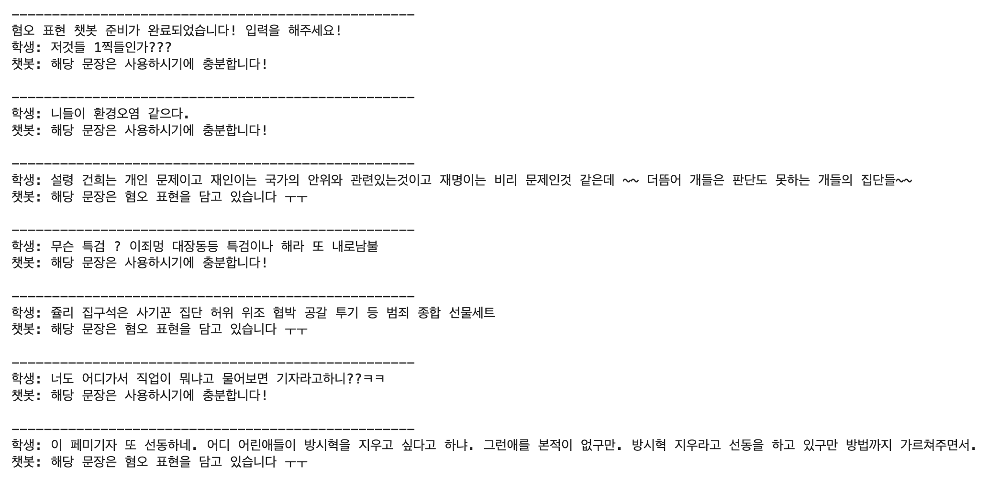 --------------------------------------------------
혐오 표현 챗봇 준비가 완료되었습니다! 입력을 해주세요!
학생: 저것들 1찍들인가???
챗봇: 해당 문장은 사용하시기에 충분합니다!
--------------------------------------------------
학생: 니들이 환경오염 같으다.
챗봇: 해당 문장은 사용하시기에 충분합니다!
--------------------------------------------------
학생: 설령 건희는 개인 문제이고 재인이는 국가의 안위와 관련있는것이고 재명이는 비리 문제인것 같은데 ~~ 더뜸어 개들은 판단도 못하는 개들의 집단들~~
챗봇: 해당 문장은 혐오 표현을 담고 있습니다 ㅜㅜ
--------------------------------------------------
학생: 무슨 특검 ? 이죄멍 대장동등 특검이나 해라 또 내로남불
챗봇: 해당 문장은 사용하시기에 충분합니다!
--------------------------------------------------
학생: 쥴리 집구석은 사기꾼 집단 허위 위조 협박 공갈 투기 등 범죄 종합 선물세트
챗봇: 해당 문장은 혐오 표현을 담고 있습니다 ㅜㅜ
--------------------------------------------------
학생: 너도 어디가서 직업이 뭐냐고 물어보면 기자라고하니??ㅋㅋ
챗봇: 해당 문장은 사용하시기에 충분합니다!
--------------------------------------------------
학생: 이 페미기자 또 선동하네. 어디 어린애들이 방시혁을 지우고 싶다고 하냐. 그런애를 본적이 없구만. 방시혁 지우라고 선동을 하고 있구만 방법까지 가르쳐주면서.
챗봇: 해당 문장은 혐오 표현을 담고 있습니다 ㅜㅜ